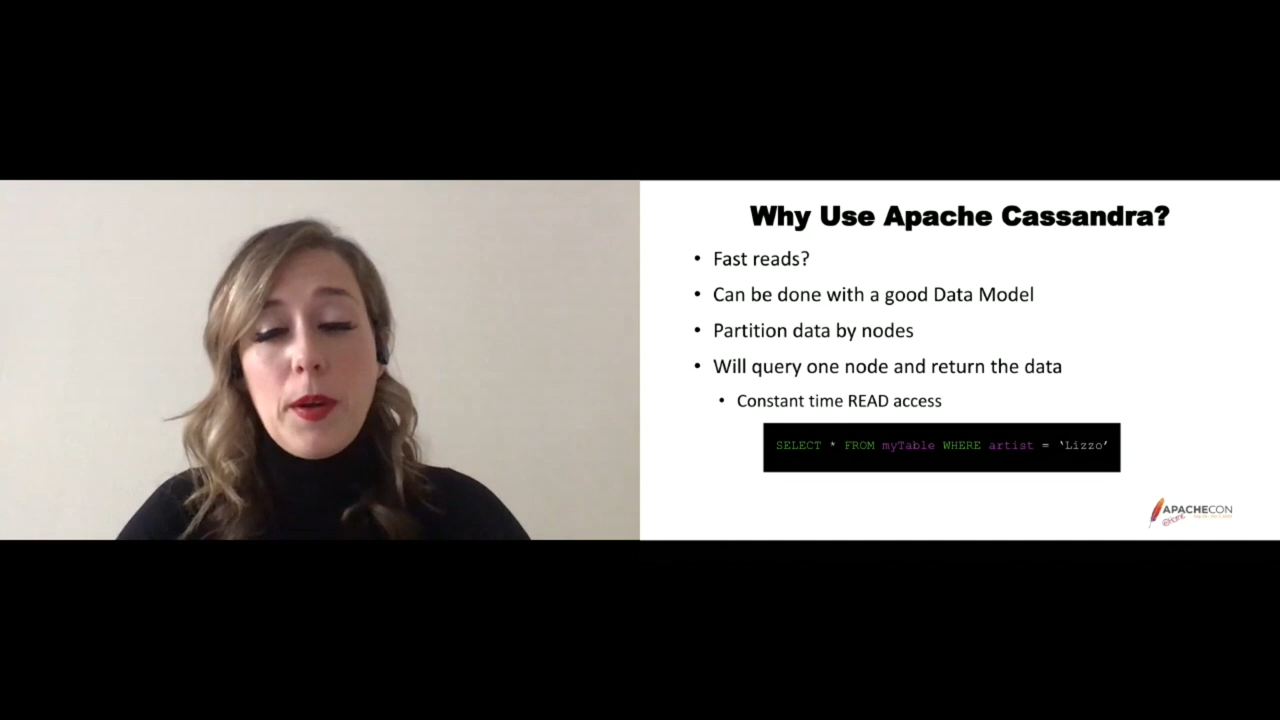 Why Use Apache Cassandra?
• Fast reads?
• Can be done with a good Data Model
• Partition data by nodes
• Will query one node and return the data
• Constant time READ access
SELECT * FROM myTable WHERE artist = ‘Lizzo’
APACHECON
@Home